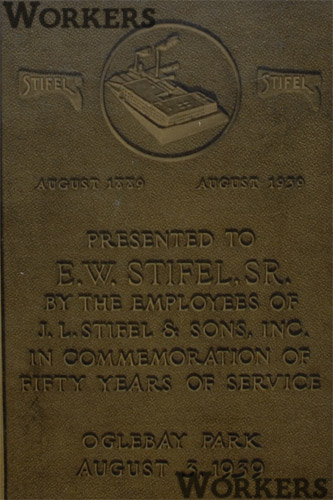 WORKERS
STIFEL STIFEL
AUGUST 1889 AUGUST 1939
PRESENTED TO
E.W. STIFEL, SR.
BY THE EMPLOYEES OF
J. L. STIFEL & SONS, INC.
IN COMMEMORATION OF
FIFTY YEARS OF SERVICE
OGLEBAY PARK
AUGUST 3, 1939
WORKERS